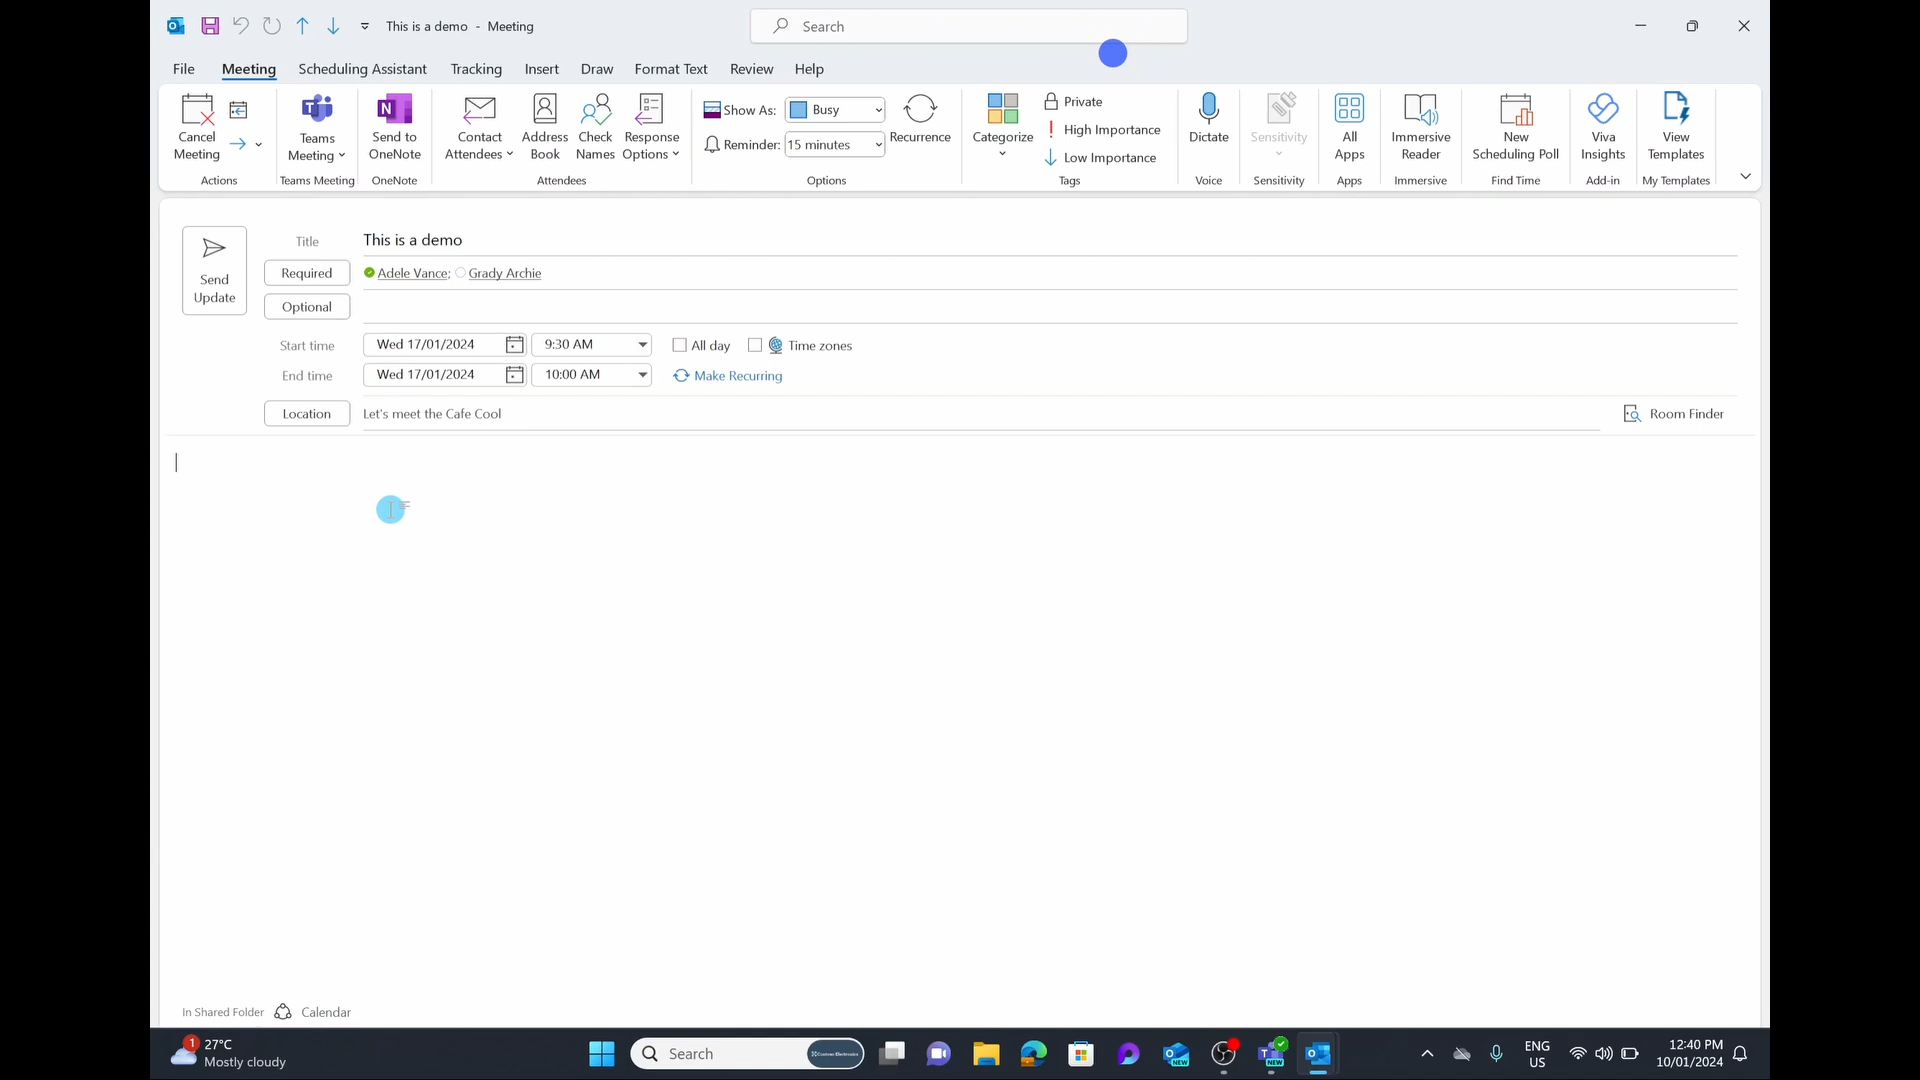 This is a demo - Meeting
Search
File Meeting Scheduling Assistant Tracking Insert Draw Format Text Review Help
Cancel Meeting
Teams Meeting
Send to OneNote
Contact Attendees
Address Book
Check Names
Response Options
Show As: Busy
Reminder: 15 minutes
Recurrence
Categorize
Private
High Importance
Low Importance
Dictate
Sensitivity
All Apps
Immersive Reader
New Scheduling Poll
Viva Insights
View Templates
Actions Teams Meeting OneNote Attendees Options Tags Voice Sensitivity Apps Immersive Find Time Add-in My Templates
Send Update
Title This is a demo
Required Adele Vance; Grady Archie
Optional
Start time Wed 17/01/2024 9:30 AM All day Time zones
End time Wed 17/01/2024 10:00 AM Make Recurring
Location Let's meet the Cafe Cool Room Finder
In Shared Folder Calendar
1
27°C
Mostly cloudy
Search
NEW
NEW
ENG
US
12:40 PM
10/01/2024